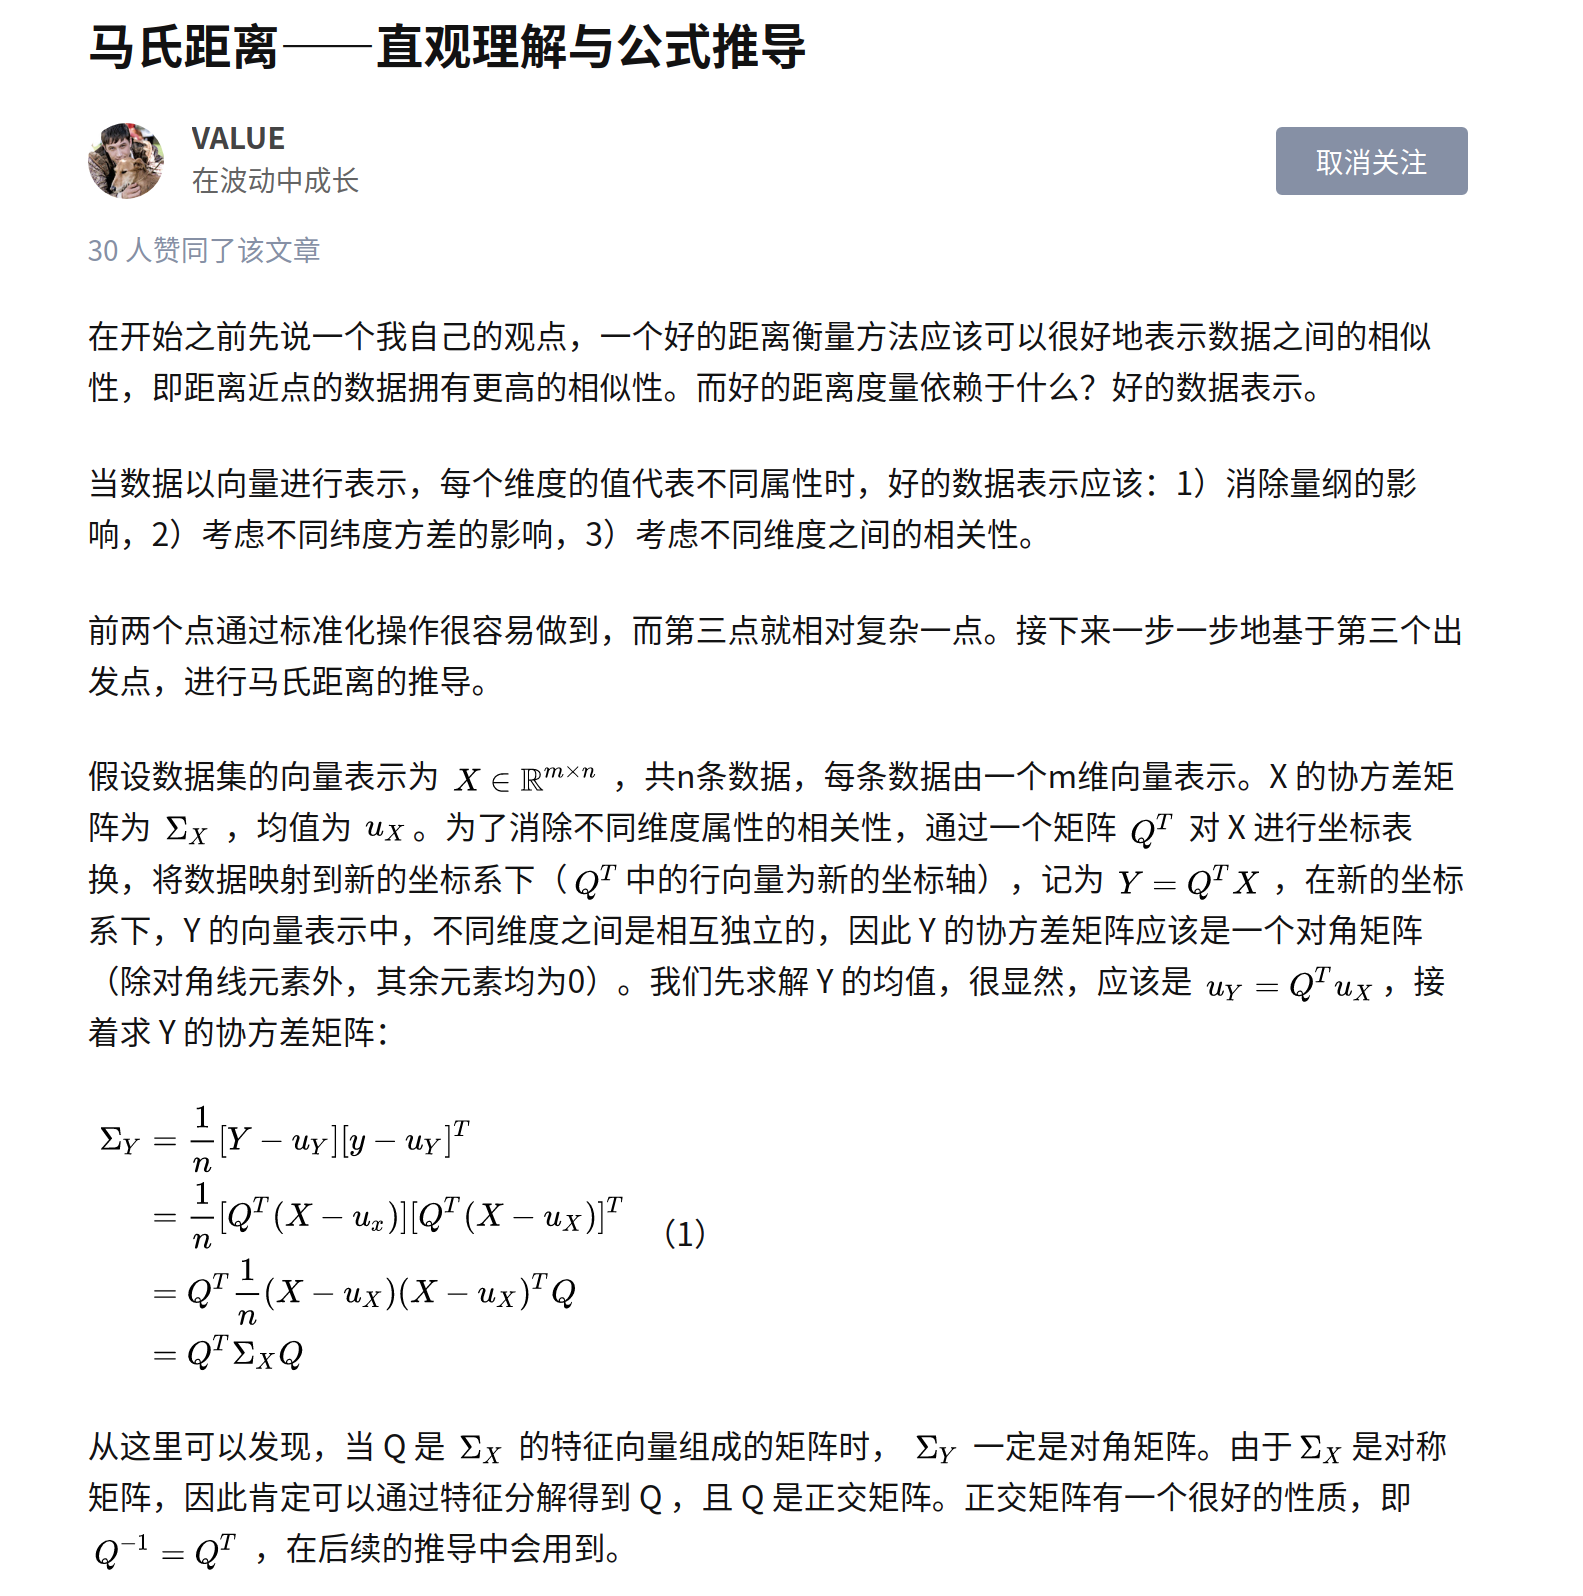 马氏距离——直观理解与公式推导
VALUE
在波动中成长
取消关注
30 人赞同了该文章
在开始之前先说一个我自己的观点，一个好的距离衡量方法应该可以很好地表示数据之间的相似
性，即距离近点的数据拥有更高的相似性。而好的距离度量依赖于什么？好的数据表示。
当数据以向量进行表示，每个维度的值代表不同属性时，好的数据表示应该：1）消除量纲的影
响，2）考虑不同纬度方差的影响，3）考虑不同维度之间的相关性。
前两个点通过标准化操作很容易做到，而第三点就相对复杂一点。接下来一步一步地基于第三个出
发点，进行马氏距离的推导。
假设数据集的向量表示为 $X \in \mathbb{R}^{m \times n}$ ，共n条数据，每条数据由一个m维向量表示。X 的协方差矩
阵为 $\Sigma_X$ ，均值为 $u_X$ 。为了消除不同维度属性的相关性，通过一个矩阵 $Q^T$ 对 X 进行坐标表
换，将数据映射到新的坐标系下（ $Q^T$ 中的行向量为新的坐标轴），记为 $Y = Q^T X$ ，在新的坐标
系下，Y 的向量表示中，不同维度之间是相互独立的，因此 Y 的协方差矩阵应该是一个对角矩阵
（除对角线元素外，其余元素均为0）。我们先求解 Y 的均值，很显然，应该是 $u_Y = Q^T u_X$ ，接
着求 Y 的协方差矩阵：
$\Sigma_Y = \frac{1}{n}[Y - u_Y][y - u_Y]^T$
$= \frac{1}{n}[Q^T(X - u_x)][Q^T(X - u_X)]^T$
（1）
$= Q^T \frac{1}{n}(X - u_X)(X - u_X)^T Q$
$= Q^T \Sigma_X Q$
从这里可以发现，当 Q 是 $\Sigma_X$ 的特征向量组成的矩阵时， $\Sigma_Y$ 一定是对角矩阵。由于 $\Sigma_X$ 是对称
矩阵，因此肯定可以通过特征分解得到 Q ，且 Q 是正交矩阵。正交矩阵有一个很好的性质，即
$Q^{-1} = Q^T$ ，在后续的推导中会用到。